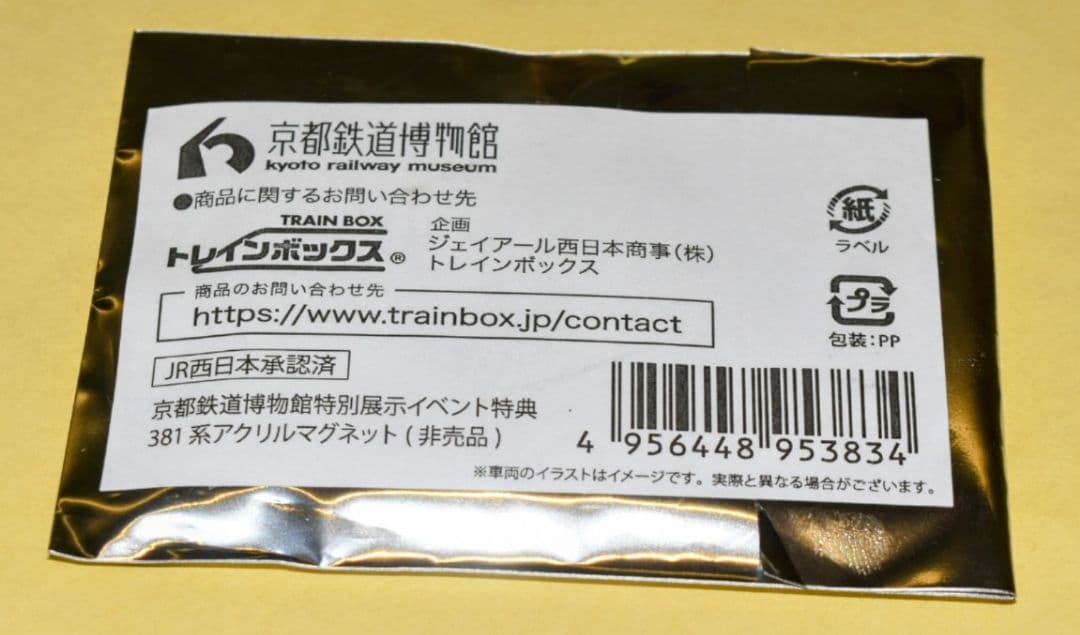 京都鉄道博物館
kyoto railway museum
●商品に関するお問い合わせ先
TRAIN BOX
トレインボックス®
企画
ジェイアール西日本商事(株)
トレインボックス
紙
ラベル
商品のお問い合わせ先
https://www.trainbox.jp/contact
プラ
包装:PP
JR西日本承認済
京都鉄道博物館特別展示イベント特典
381系アクリルマグネット(非売品)
4 956448 953834
※車両のイラストはイメージです。実際と異なる場合がございます。